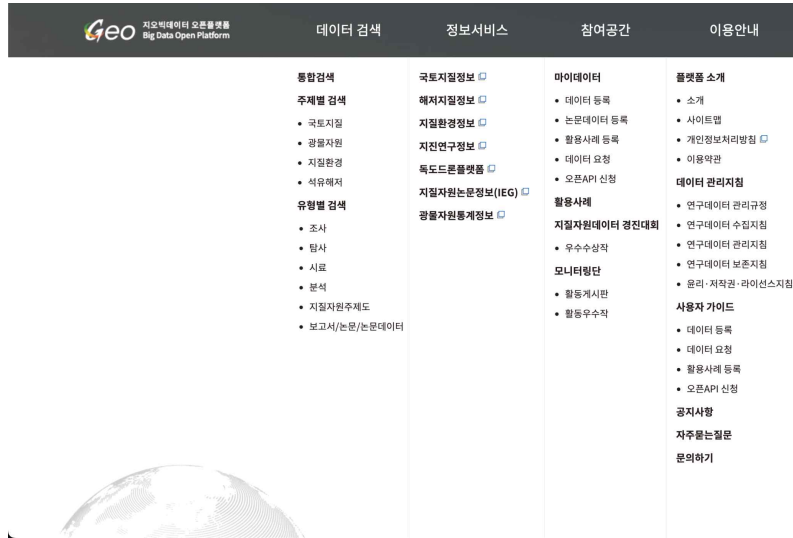 Geo 지오빅데이터 오픈플랫폼
Big Data Open Platform
데이터 검색
정보서비스
참여공간
이용안내
통합검색
주제별 검색
• 국토지질
• 광물자원
• 지질환경
• 석유해저
유형별 검색
• 조사
• 탐사
• 시료
• 분석
• 지질자원주제도
• 보고서/논문/논문데이터
국토지질정보
해저지질정보
지질환경정보
지진연구정보
독도드론플랫폼
지질자원논문정보(IEG)
광물자원통계정보
마이데이터
• 데이터 등록
• 논문데이터 등록
• 활용사례 등록
• 데이터 요청
• 오픈API 신청
활용사례
지질자원데이터 경진대회
• 우수수상작
모니터링단
• 활동게시판
• 활동우수작
플랫폼 소개
• 소개
• 사이트맵
• 개인정보처리방침
• 이용약관
데이터 관리지침
• 연구데이터 관리규정
• 연구데이터 수집지침
• 연구데이터 관리지침
• 연구데이터 보존지침
• 윤리·저작권·라이선스지침
사용자 가이드
• 데이터 등록
• 데이터 요청
• 활용사례 등록
• 오픈API 신청
공지사항
자주묻는질문
문의하기